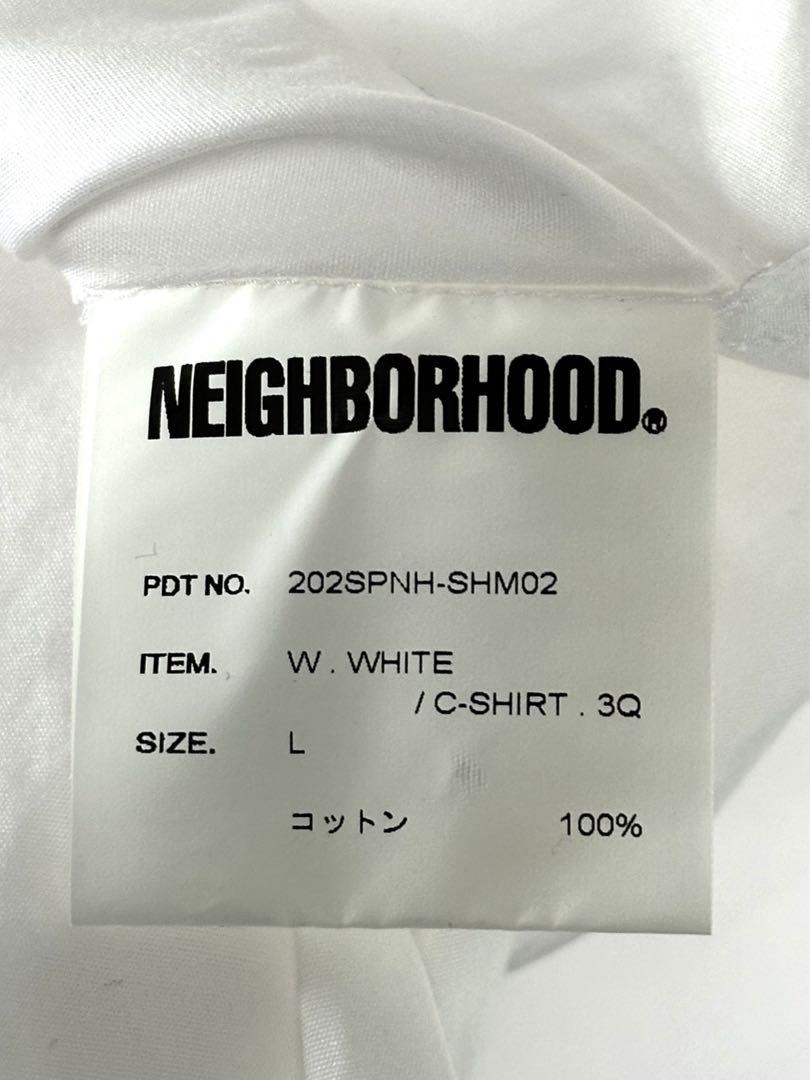 NEIGHBORHOOD.
PDT NO. 202SPNH-SHM02
ITEM. W . WHITE
/ C-SHIRT . 3Q
SIZE. L
コットン 100%